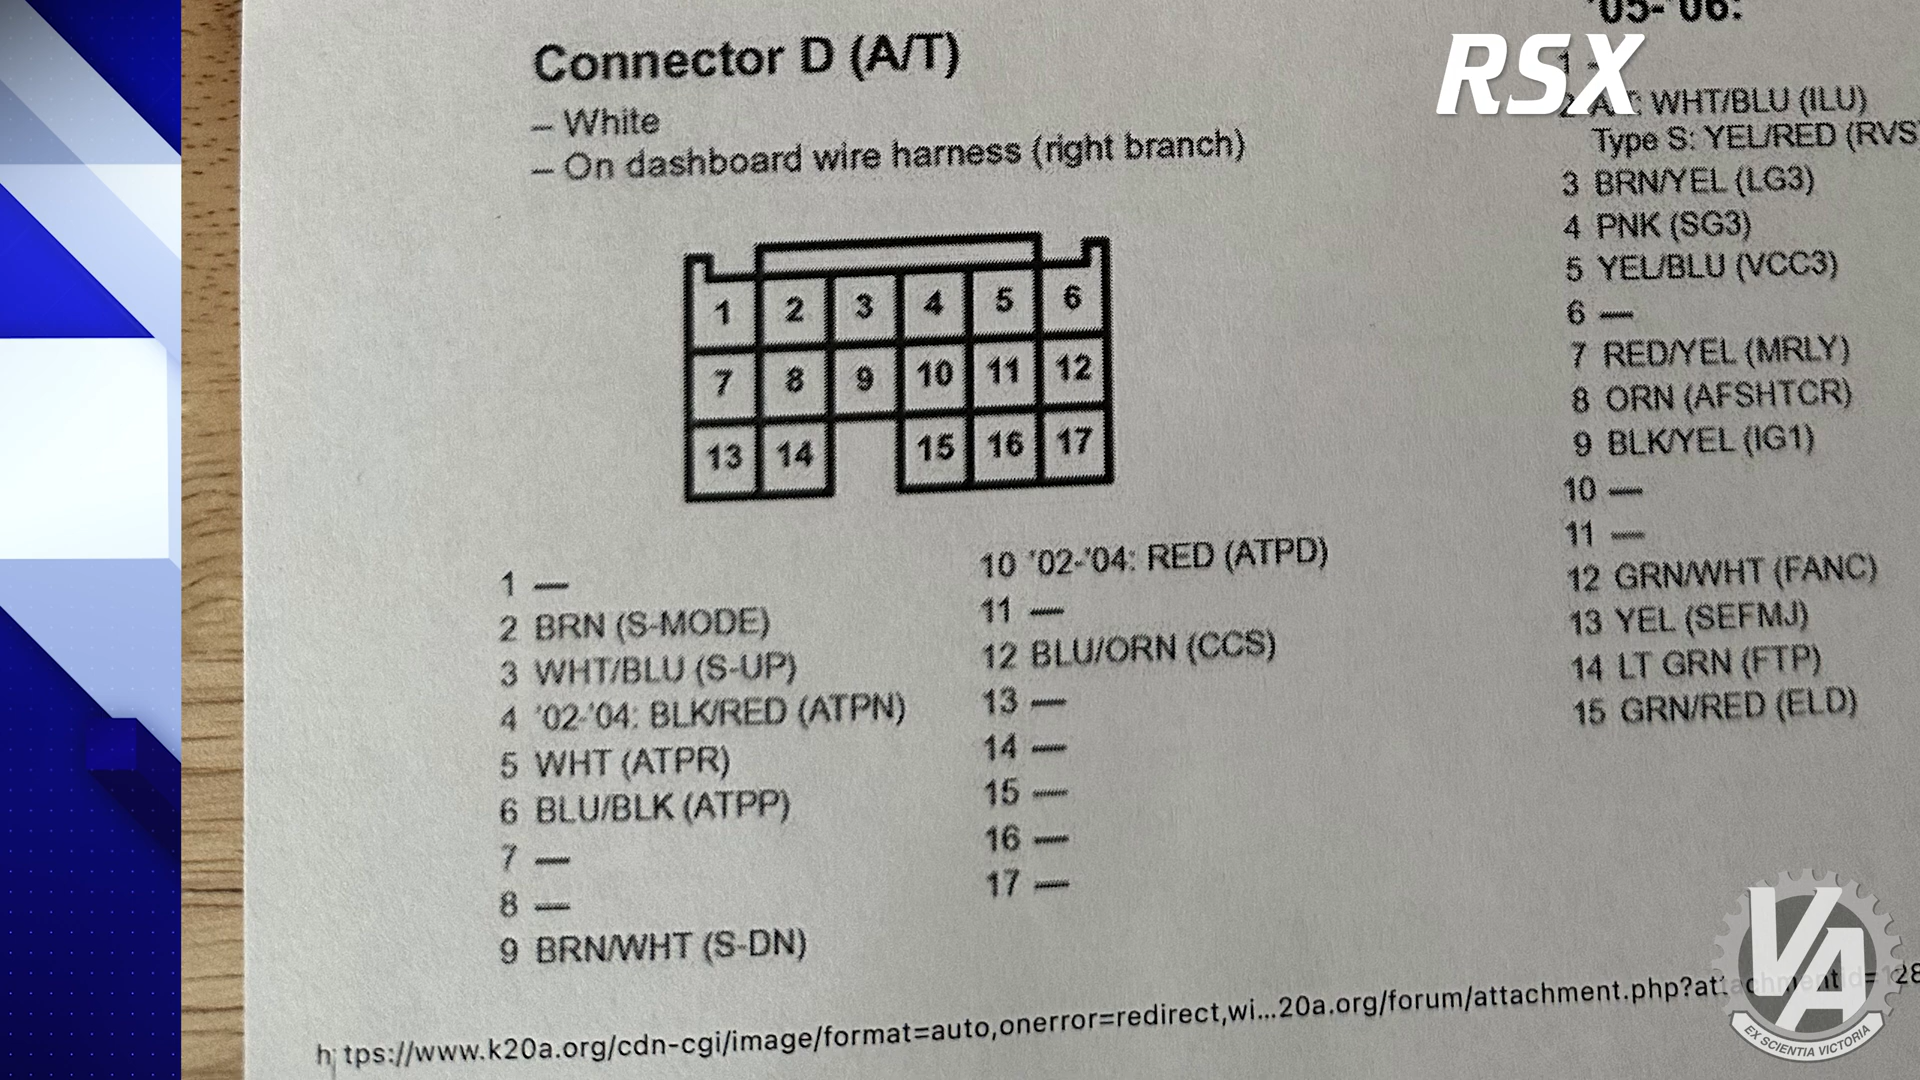 Connector D (A/T)
– White
– On dashboard wire harness (right branch)
1 2 3 4 5 6
7 8 9 10 11 12
13 14 15 16 17
1 —
2 BRN (S-MODE)
3 WHT/BLU (S-UP)
4 '02-'04: BLK/RED (ATPN)
5 WHT (ATPR)
6 BLU/BLK (ATPP)
7 —
8 —
9 BRN/WHT (S-DN)
10 '02-'04: RED (ATPD)
11 —
12 BLU/ORN (CCS)
13 —
14 —
15 —
16 —
17 —
'05-'06:
RSX
1 -
2 A/T: WHT/BLU (ILU)
Type S: YEL/RED (RVS
3 BRN/YEL (LG3)
4 PNK (SG3)
5 YEL/BLU (VCC3)
6 —
7 RED/YEL (MRLY)
8 ORN (AFSHTCR)
9 BLK/YEL (IG1)
10 —
11 —
12 GRN/WHT (FANC)
13 YEL (SEFMJ)
14 LT GRN (FTP)
15 GRN/RED (ELD)
https://www.k20a.org/cdn-cgi/image/format=auto,onerror=redirect,wi...20a.org/forum/attachment.php?attachmentid=128
VA
EX SCIENTIA VICTORIA